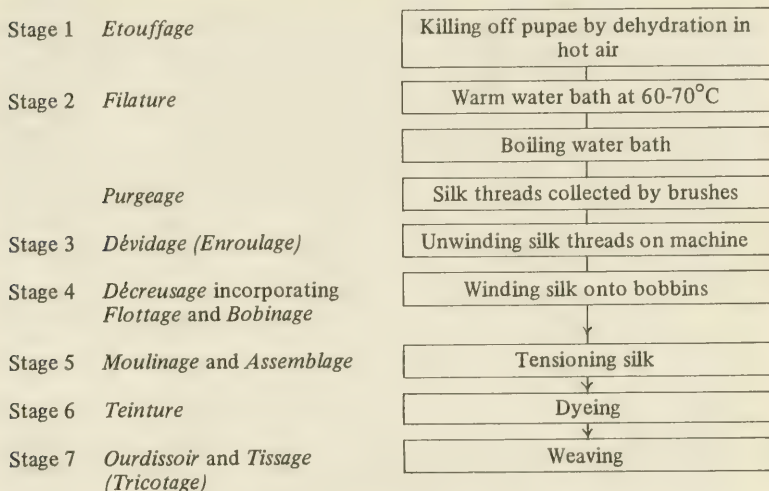 Stage 1 Etouffage
Killing off pupae by dehydration in
hot air
Stage 2 Filature
Warm water bath at 60-70°C
Boiling water bath
Purgeage
Silk threads collected by brushes
Stage 3 Dévidage (Enroulage)
Unwinding silk threads on machine
Stage 4 Décreusage incorporating
Flottage and Bobinage
Winding silk onto bobbins
Stage 5 Moulinage and Assemblage
Tensioning silk
Stage 6 Teinture
Dyeing
Stage 7 Ourdissoir and Tissage
(Tricotage)
Weaving